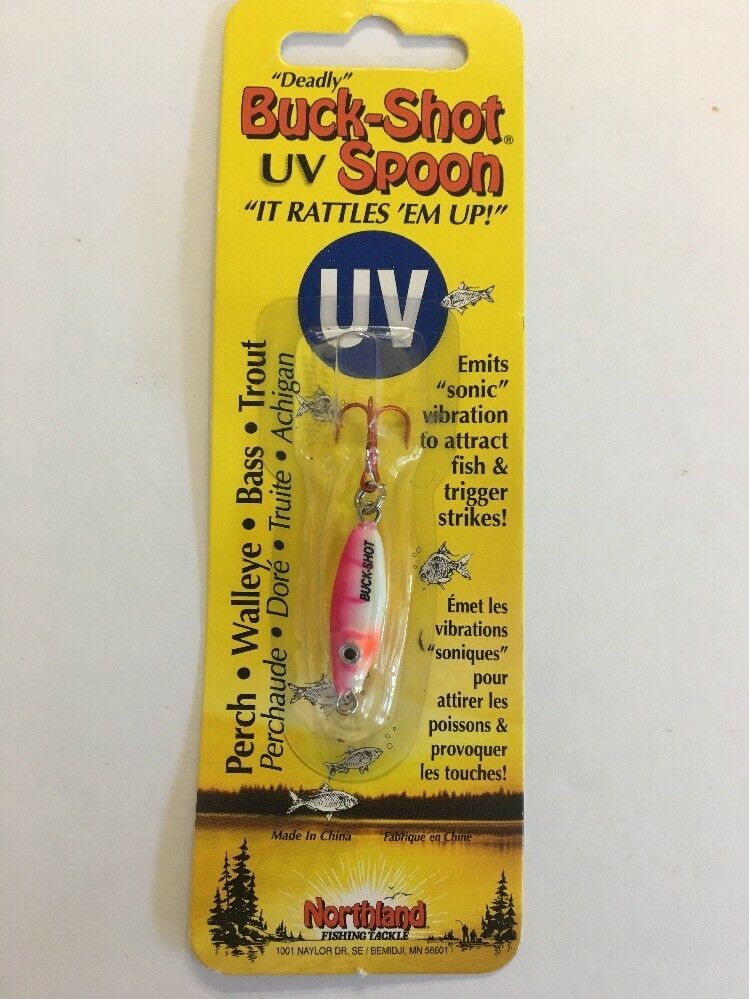 "Deadly"
Buck-Shot®
UV Spoon
"IT RATTLES 'EM UP!"
UV
Perch • Walleye • Bass • Trout
Perchaude • Doré • Truite • Achigan
Emits
"sonic"
vibration
to attract
fish &
trigger
strikes!
BUCK-SHOT
Émet les
vibrations
"soniques"
pour
attirer les
poissons &
provoquer
les touches!
Made In China
Fabrique en Chine
Northland
FISHING TACKLE
1001 NAYLOR DR. SE / BEMIDJI, MN 56601